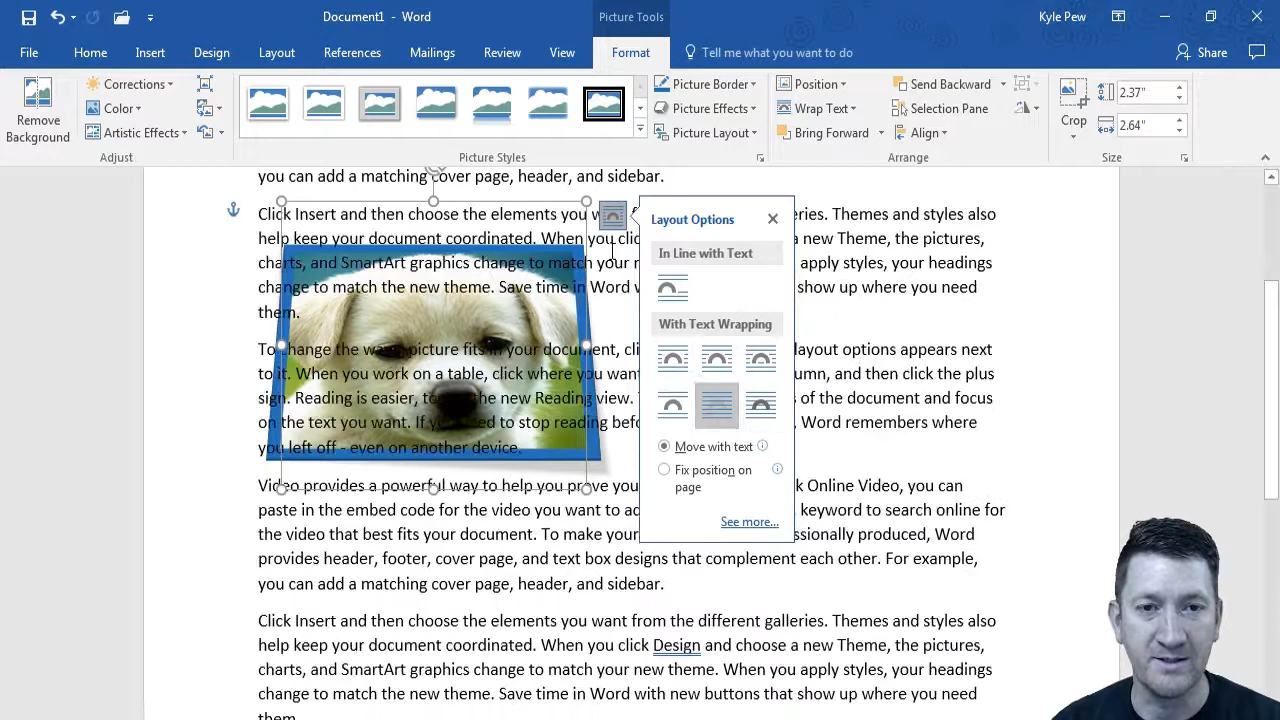 Document1 - Word
Picture Tools
Kyle Pew
File
Home
Insert
Design
Layout
References
Mailings
Review
View
Format
Tell me what you want to do
Share
Remove
Background
Corrections
Color
Artistic Effects
Adjust
Picture Styles
Picture Border
Picture Effects
Picture Layout
Position
Wrap Text
Bring Forward
Send Backward
Selection Pane
Align
Arrange
Crop
2.37"
2.64"
Size
you can add a matching cover page, header, and sidebar.
Click Insert and then choose the elements you eries. Themes and styles also
help keep your document coordinated. When you clic a new Theme, the pictures,
charts, and SmartArt graphics change to match your apply styles, your headings
change to match the new theme. Save time in Word show up where you need
them.
To change the way picture fits in your document, cli layout options appears next
to it. When you work on a table, click where you want umn, and then click the plus
sign. Reading is easier, too, the new Reading view. s of the document and focus
on the text you want. If you need to stop reading befo Word remembers where
you left off - even on another device.
Video provides a powerful way to help you prove you k Online Video, you can
paste in the embed code for the video you want to ad keyword to search online for
the video that best fits your document. To make your essionally produced, Word
provides header, footer, cover page, and text box designs that complement each other. For example,
you can add a matching cover page, header, and sidebar.
Click Insert and then choose the elements you want from the different galleries. Themes and styles also
help keep your document coordinated. When you click Design and choose a new Theme, the pictures,
charts, and SmartArt graphics change to match your new theme. When you apply styles, your headings
change to match the new theme. Save time in Word with new buttons that show up where you need
them.
Layout Options
In Line with Text
With Text Wrapping
Move with text
Fix position on
page
See more...